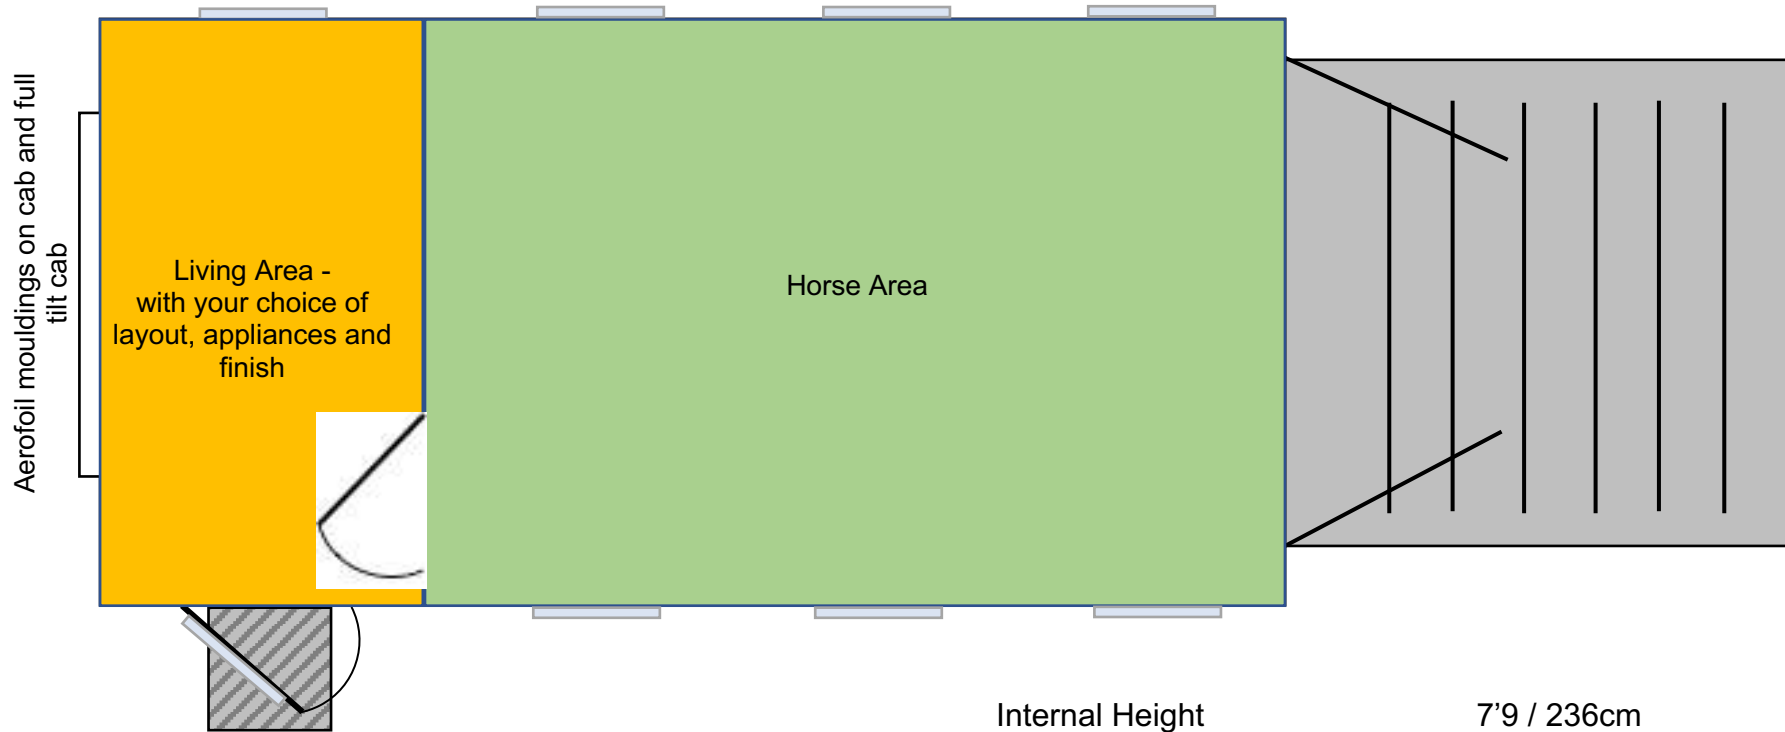 Aerofoil mouldings on cab and full
tilt cab
Living Area -
with your choice of
layout, appliances and
finish
Horse Area
Internal Height 7’9 / 236cm